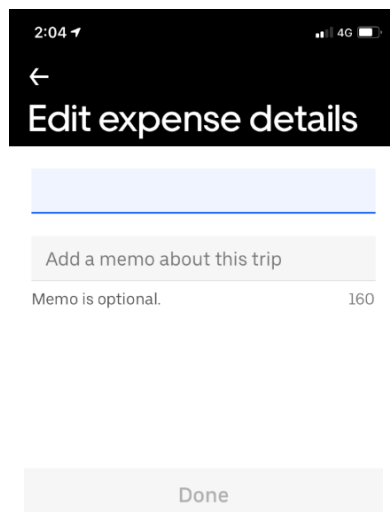 2:04
4G
Edit expense details
Add a memo about this trip
Memo is optional.
160
Done